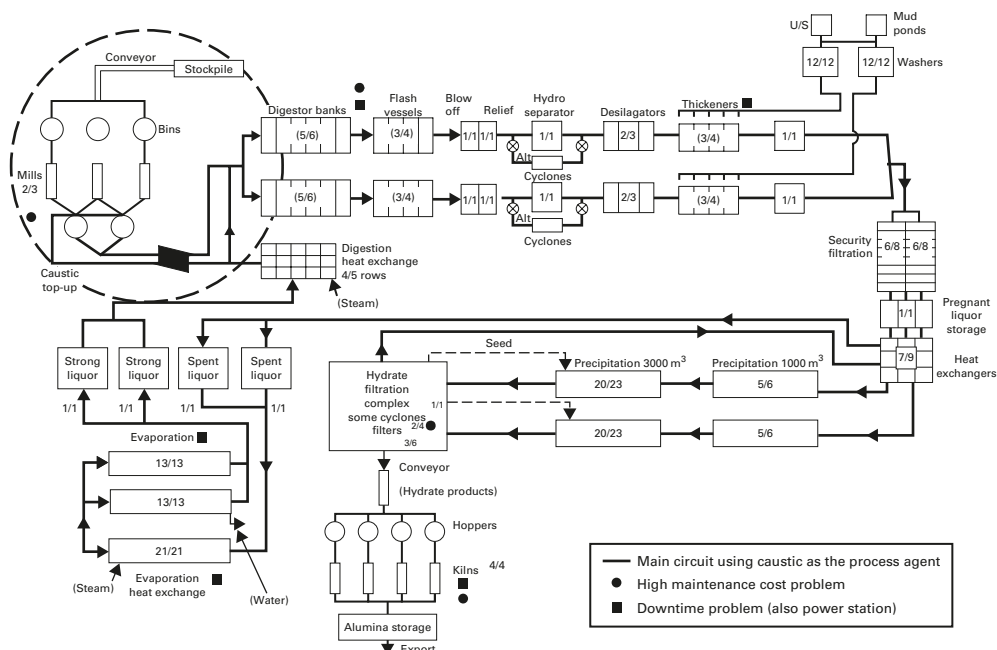 U/S
Mud
ponds
12/12
12/12
Washers
Conveyor
Stockpile
Bins
Mills
2/3
Caustic
top-up
Digestor banks
Flash
vessels
Blow
off
Relief
Hydro
separator
Desilagators
Thickeners
(5/6)
(3/4)
1/1
1/1
1/1
2/3
(3/4)
1/1
Alt
Cyclones
(5/6)
(3/4)
1/1
1/1
1/1
2/3
(3/4)
1/1
Alt
Cyclones
Digestion
heat exchange
4/5 rows
(Steam)
Security
filtration
6/8
6/8
Pregnant
liquor
storage
1/1
Heat
exchangers
7/9
Strong
liquor
Strong
liquor
Spent
liquor
Spent
liquor
1/1
1/1
1/1
1/1
Seed
Hydrate
filtration
complex
some cyclones
filters
1/1
2/4
3/6
Precipitation 3000 m³
Precipitation 1000 m³
20/23
5/6
20/23
5/6
Evaporation
13/13
13/13
21/21
(Steam)
Evaporation
heat exchange
(Water)
Conveyor
(Hydrate products)
Hoppers
Kilns
4/4
Alumina storage
Export
Main circuit using caustic as the process agent
High maintenance cost problem
Downtime problem (also power station)